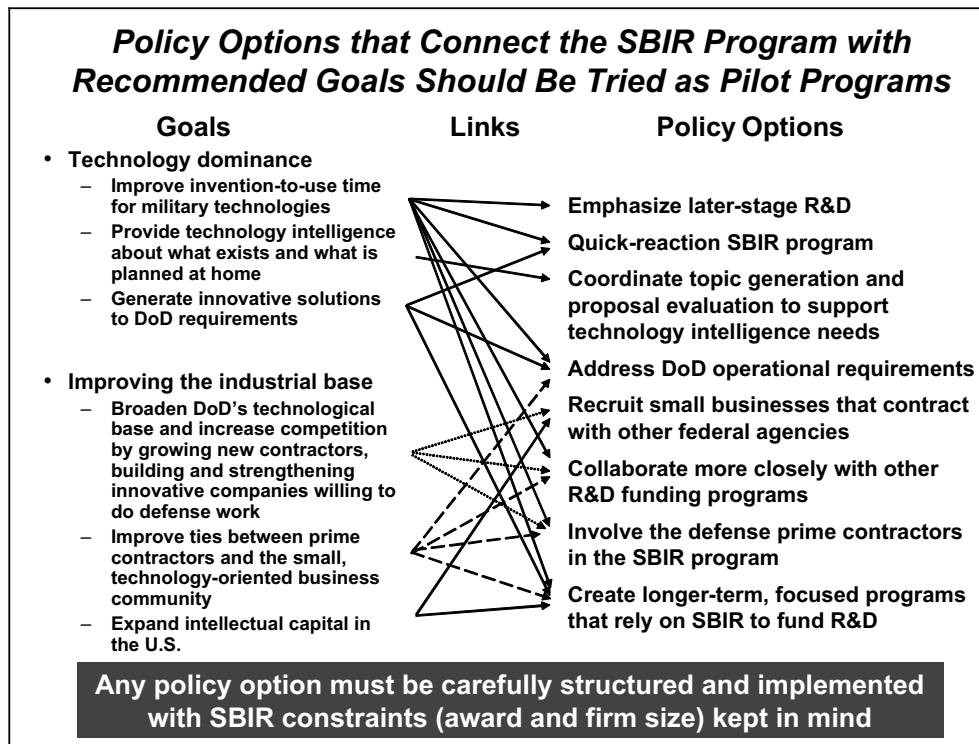 Policy Options that Connect the SBIR Program with
Recommended Goals Should Be Tried as Pilot Programs
Goals
• Technology dominance
– Improve invention-to-use time
for military technologies
– Provide technology intelligence
about what exists and what is
planned at home
– Generate innovative solutions
to DoD requirements
• Improving the industrial base
– Broaden DoD's technological
base and increase competition
by growing new contractors,
building and strengthening
innovative companies willing to
do defense work
– Improve ties between prime
contractors and the small,
technology-oriented business
community
– Expand intellectual capital in
the U.S.
Links
Policy Options
Emphasize later-stage R&D
Quick-reaction SBIR program
Coordinate topic generation and
proposal evaluation to support
technology intelligence needs
Address DoD operational requirements
Recruit small businesses that contract
with other federal agencies
Collaborate more closely with other
R&D funding programs
Involve the defense prime contractors
in the SBIR program
Create longer-term, focused programs
that rely on SBIR to fund R&D
Any policy option must be carefully structured and implemented
with SBIR constraints (award and firm size) kept in mind